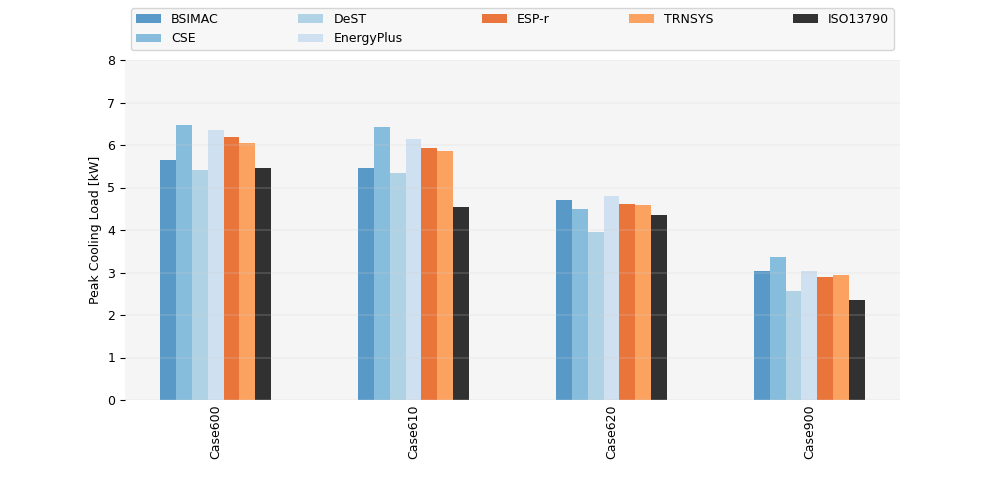 BSIMAC DeST ESP-r TRNSYS ISO13790
CSE EnergyPlus
8
7
6
5
4
3
2
1
0
Peak Cooling Load [kW]
Case600 Case610 Case620 Case900